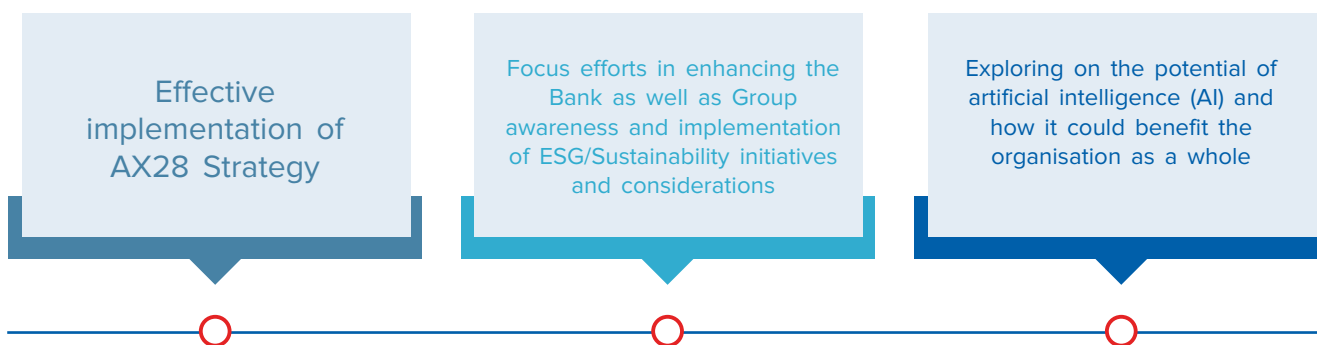 Effective
implementation of
AX28 Strategy
Focus efforts in enhancing the
Bank as well as Group
awareness and implementation
of ESG/Sustainability initiatives
and considerations
Exploring on the potential of
artificial intelligence (AI) and
how it could benefit the
organisation as a whole